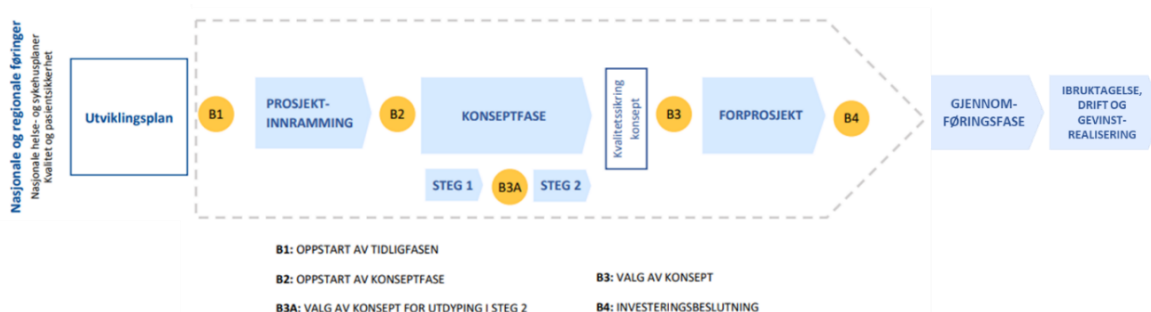 Nasjonale og regionale føringer
Nasjonale helse- og sykehusplaner
Kvalitet og pasientsikkerhet
Utviklingsplan
B1
PROSJEKT-
INNRAMMING
B2
KONSEPTFASE
STEG 1
B3A
STEG 2
Kvalitetssikring
konsept
B3
FORPROSJEKT
B4
GJENNOM-
FØRINGSFASE
IBRUKTAGELSE,
DRIFT OG
GEVINST-
REALISERING
B1: OPPSTART AV TIDLIGFASEN
B2: OPPSTART AV KONSEPTFASE
B3A: VALG AV KONSEPT FOR UTDYPING I STEG 2
B3: VALG AV KONSEPT
B4: INVESTERINGSBESLUTNING